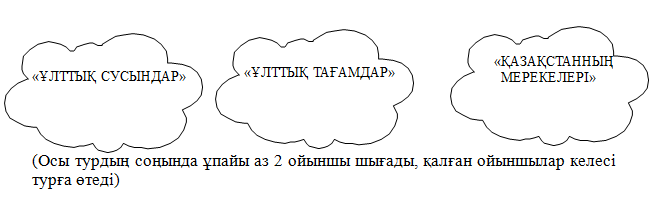 «ҰЛТТЫҚ СУСЫНДАР»
«ҰЛТТЫҚ ТАҒАМДАР»
«ҚАЗАҚСТАННЫҢ
МЕРЕКЕЛЕРІ»
(Осы турдың соңында ұпайы аз 2 ойыншы шығады, қалған ойыншылар келесі
турға өтеді)